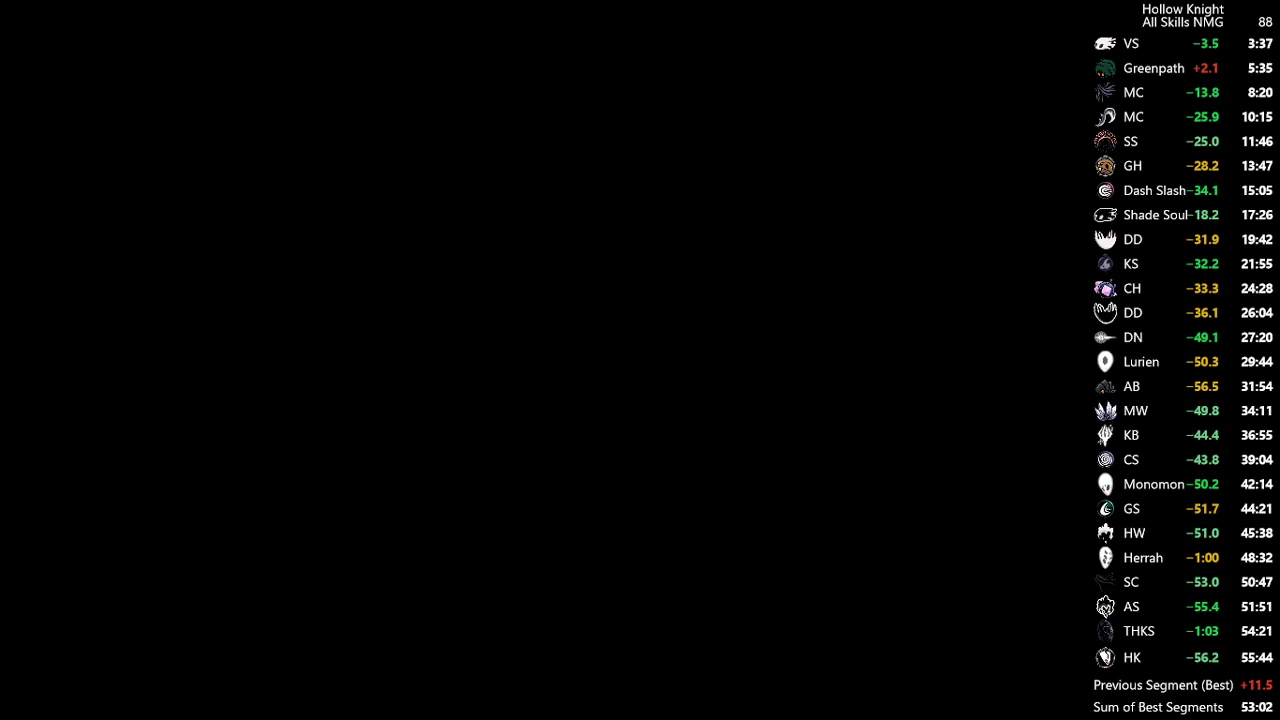 Hollow Knight
All Skills NMG 88
VS −3.5 3:37
Greenpath +2.1 5:35
MC −13.8 8:20
MC −25.9 10:15
SS −25.0 11:46
GH −28.2 13:47
Dash Slash −34.1 15:05
Shade Soul −18.2 17:26
DD −31.9 19:42
KS −32.2 21:55
CH −33.3 24:28
DD −36.1 26:04
DN −49.1 27:20
Lurien −50.3 29:44
AB −56.5 31:54
MW −49.8 34:11
KB −44.4 36:55
CS −43.8 39:04
Monomon −50.2 42:14
GS −51.7 44:21
HW −51.0 45:38
Herrah −1:00 48:32
SC −53.0 50:47
AS −55.4 51:51
THKS −1:03 54:21
HK −56.2 55:44
Previous Segment (Best) +11.5
Sum of Best Segments 53:02